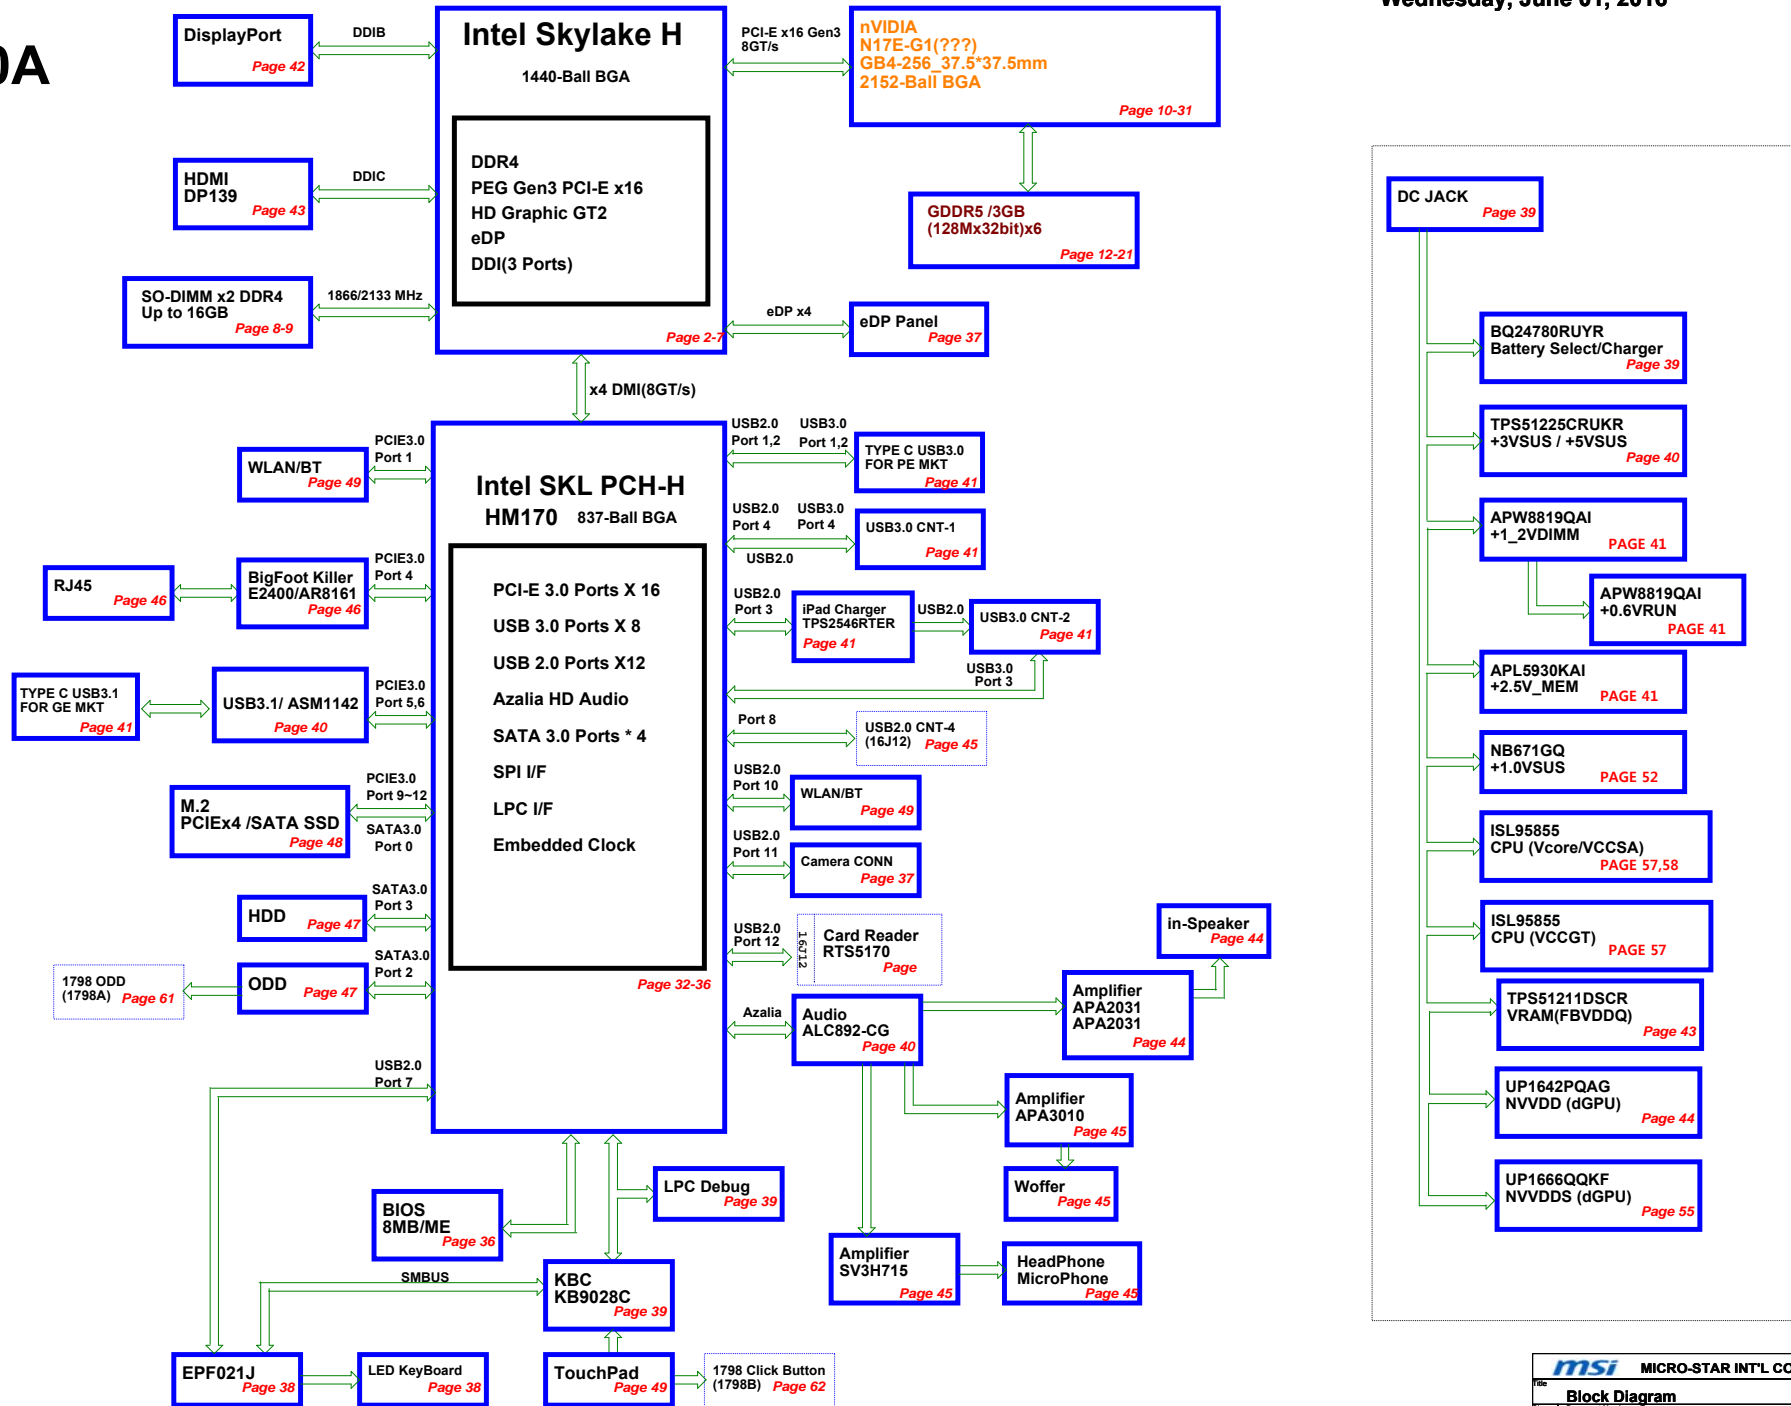 Wednesday, June 01, 2016
0A
DisplayPort
Page 42
DDIB
Intel Skylake H
1440-Ball BGA
DDR4
PEG Gen3 PCI-E x16
HD Graphic GT2
eDP
DDI(3 Ports)
Page 2-7
PCI-E x16 Gen3
8GT/s
nVIDIA
N17E-G1(???)
GB4-256_37.5*37.5mm
2152-Ball BGA
Page 10-31
GDDR5 /3GB
(128Mx32bit)x6
Page 12-21
HDMI
DP139
Page 43
DDIC
SO-DIMM x2 DDR4
Up to 16GB
Page 8-9
1866/2133 MHz
eDP x4
eDP Panel
Page 37
x4 DMI(8GT/s)
Intel SKL PCH-H
HM170 837-Ball BGA
PCI-E 3.0 Ports X 16
USB 3.0 Ports X 8
USB 2.0 Ports X12
Azalia HD Audio
SATA 3.0 Ports * 4
SPI I/F
LPC I/F
Embedded Clock
Page 32-36
WLAN/BT
Page 49
PCIE3.0
Port 1
RJ45
Page 46
BigFoot Killer
E2400/AR8161
Page 46
PCIE3.0
Port 4
TYPE C USB3.1
FOR GE MKT
Page 41
USB3.1/ ASM1142
Page 40
PCIE3.0
Port 5,6
M.2
PCIEx4 /SATA SSD
Page 48
PCIE3.0
Port 9~12
SATA3.0
Port 0
HDD
Page 47
SATA3.0
Port 3
1798 ODD
(1798A) Page 61
ODD
Page 47
SATA3.0
Port 2
USB2.0
Port 7
USB2.0
Port 1,2
USB3.0
Port 1,2
TYPE C USB3.0
FOR PE MKT
Page 41
USB2.0
Port 4
USB3.0
Port 4
USB2.0
USB3.0 CNT-1
Page 41
USB2.0
Port 3
iPad Charger
TPS2546RTER
Page 41
USB2.0
USB3.0 CNT-2
Page 41
USB3.0
Port 3
Port 8
USB2.0 CNT-4
(16J12) Page 45
USB2.0
Port 10
WLAN/BT
Page 49
USB2.0
Port 11
Camera CONN
Page 37
USB2.0
Port 12
16J12
Card Reader
RTS5170
Page
Azalia
Audio
ALC892-CG
Page 40
Amplifier
APA2031
APA2031
Page 44
in-Speaker
Page 44
Amplifier
APA3010
Page 45
Woffer
Page 45
Amplifier
SV3H715
Page 45
HeadPhone
MicroPhone
Page 45
LPC Debug
Page 39
BIOS
8MB/ME
Page 36
SMBUS
KBC
KB9028C
Page 39
EPF021J
Page 38
LED KeyBoard
Page 38
TouchPad
Page 49
1798 Click Button
(1798B) Page 62
DC JACK
Page 39
BQ24780RUYR
Battery Select/Charger
Page 39
TPS51225CRUKR
+3VSUS / +5VSUS
Page 40
APW8819QAI
+1_2VDIMM
PAGE 41
APW8819QAI
+0.6VRUN
PAGE 41
APL5930KAI
+2.5V_MEM
PAGE 41
NB671GQ
+1.0VSUS
PAGE 52
ISL95855
CPU (Vcore/VCCSA)
PAGE 57,58
ISL95855
CPU (VCCGT)
PAGE 57
TPS51211DSCR
VRAM(FBVDDQ)
Page 43
UP1642PQAG
NVVDD (dGPU)
Page 44
UP1666QQKF
NVVDDS (dGPU)
Page 55
msi MICRO-STAR INT'L CO
Title
Block Diagram